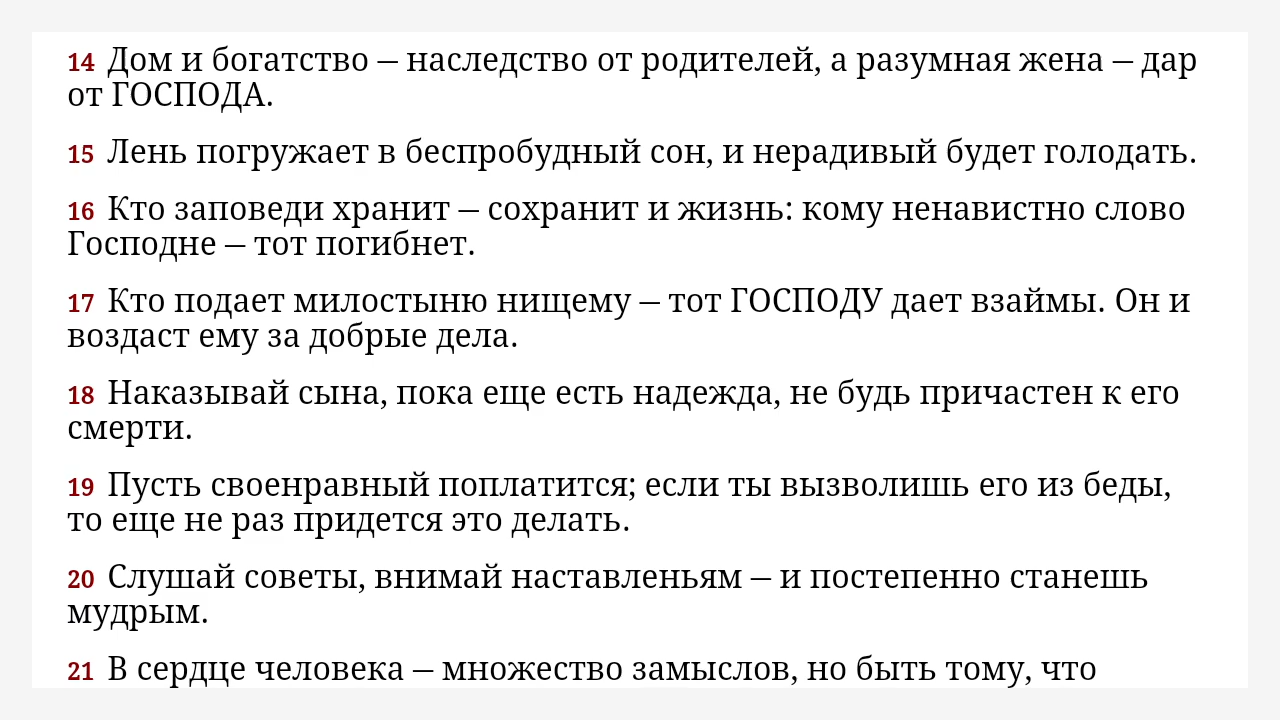 14 Дом и богатство – наследство от родителей, а разумная жена – дар
от ГОСПОДА.
15 Лень погружает в беспробудный сон, и нерадивый будет голодать.
16 Кто заповеди хранит – сохранит и жизнь: кому ненавистно слово
Господне – тот погибнет.
17 Кто подает милостыню нищему – тот ГОСПОДУ дает взаймы. Он и
воздаст ему за добрые дела.
18 Наказывай сына, пока еще есть надежда, не будь причастен к его
смерти.
19 Пусть своенравный поплатится; если ты вызволишь его из беды,
то еще не раз придется это делать.
20 Слушай советы, внимай наставленьям – и постепенно станешь
мудрым.
21 В сердце человека – множество замыслов, но быть тому, что